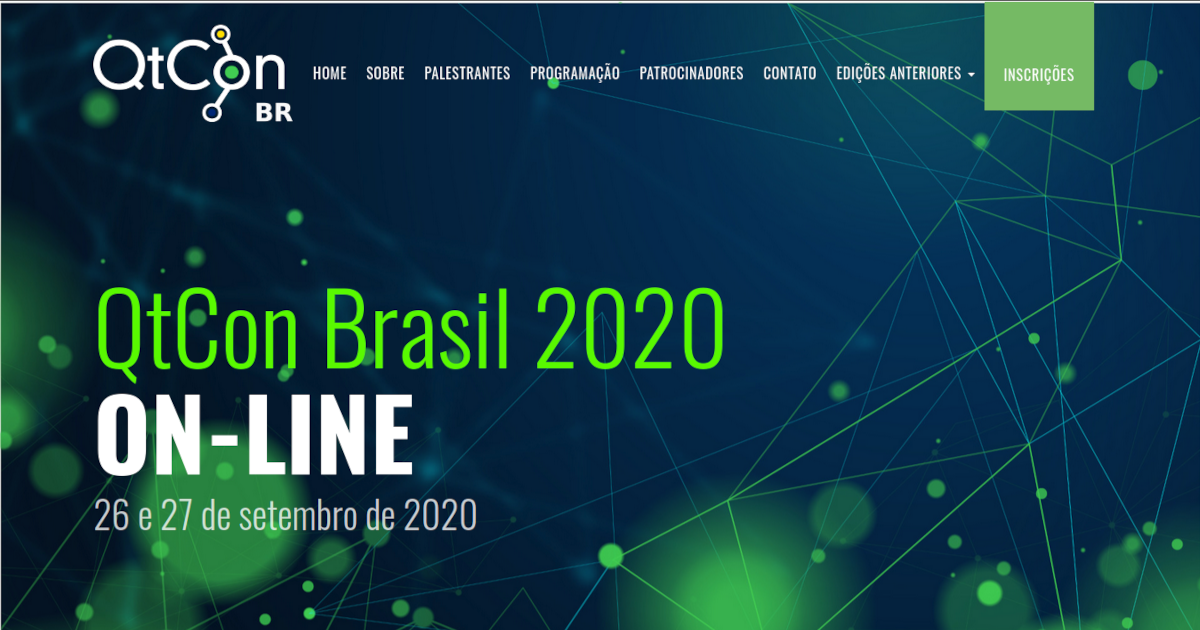 QtCon
BR
HOME SOBRE PALESTRANTES PROGRAMAÇÃO PATROCINADORES CONTATO EDIÇÕES ANTERIORES INSCRIÇÕES
QtCon Brasil 2020
ON-LINE
26 e 27 de setembro de 2020